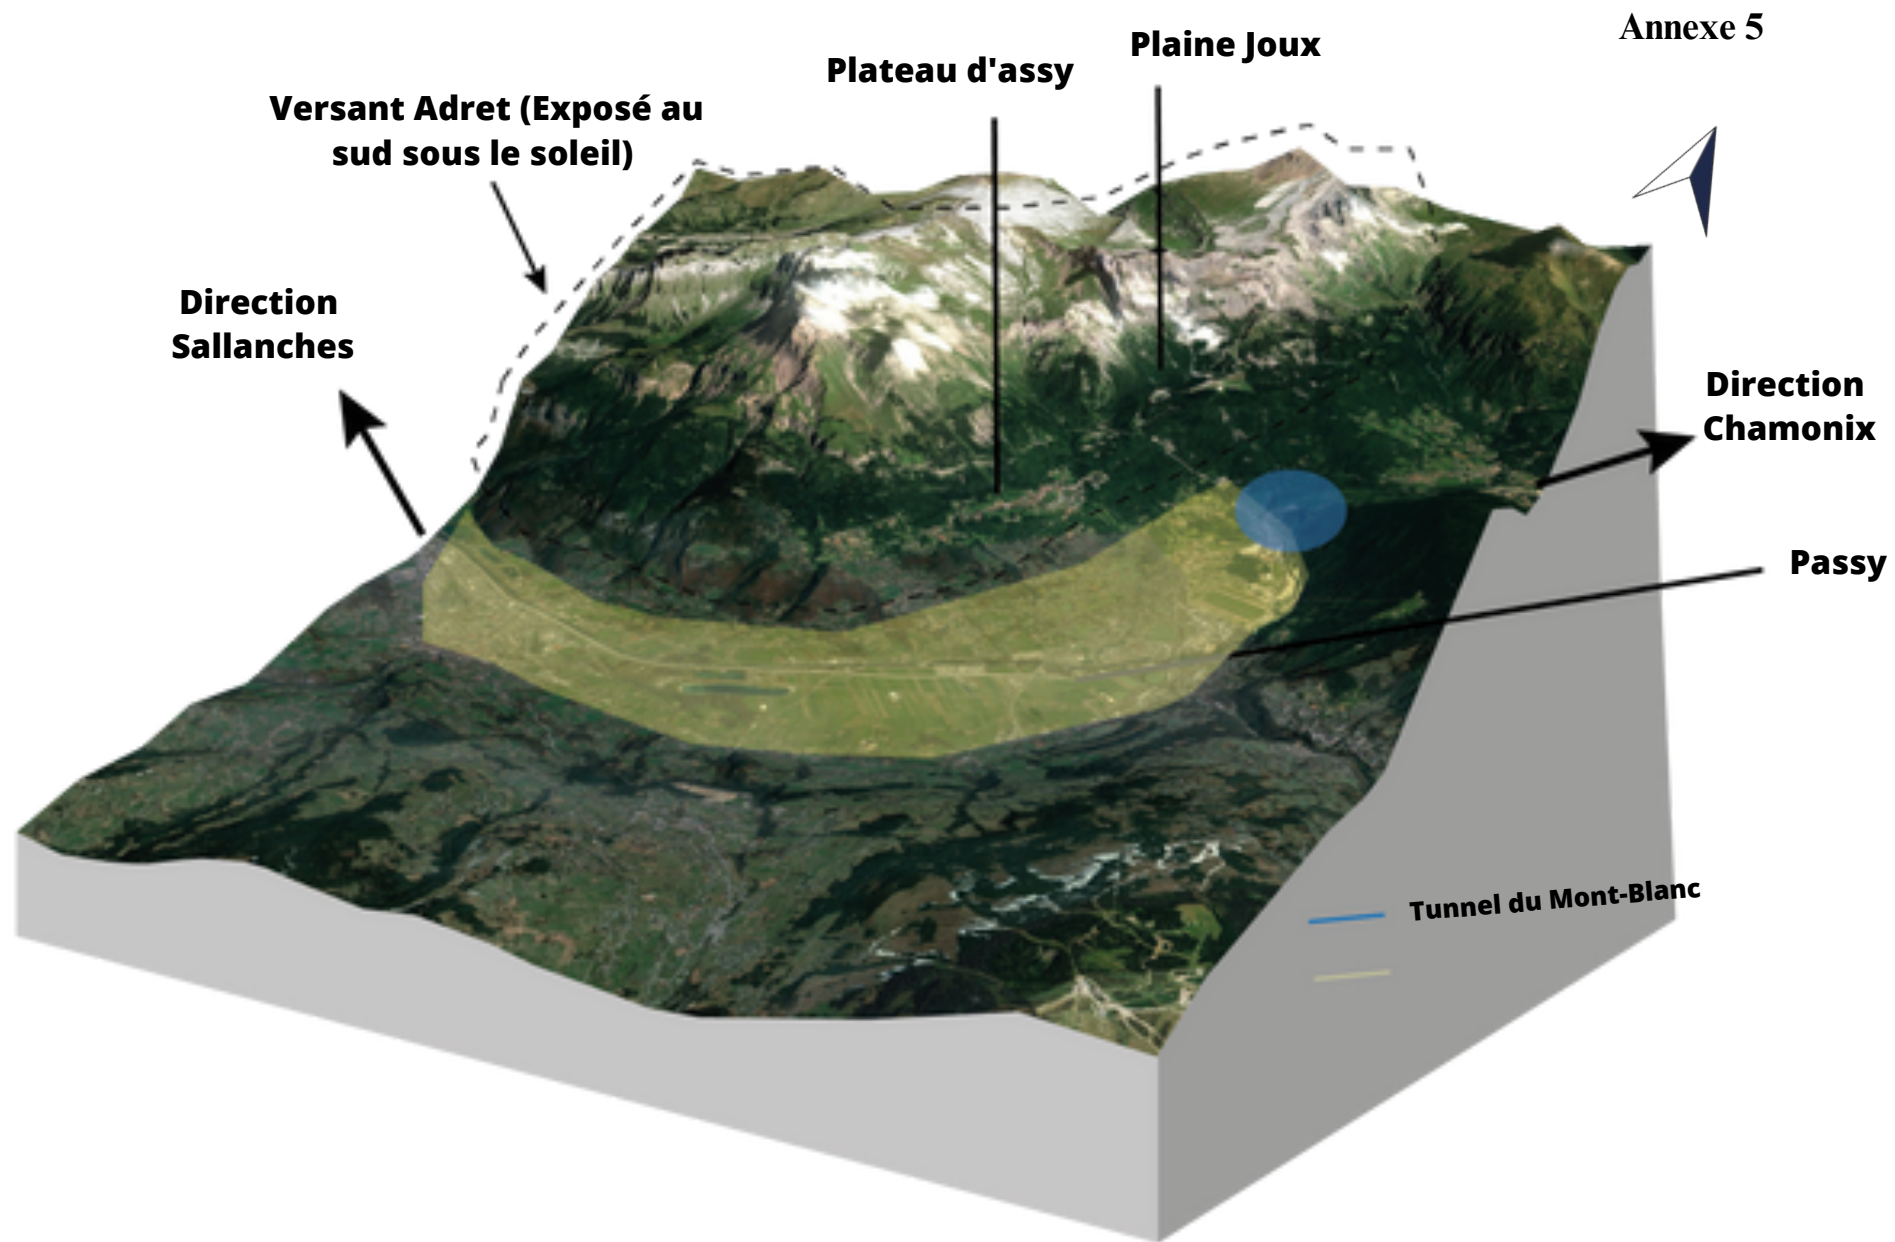 Annexe 5
Plaine Joux
Plateau d'assy
Versant Adret (Exposé au
sud sous le soleil)
Direction
Sallanches
Direction
Chamonix
Passy
Tunnel du Mont-Blanc